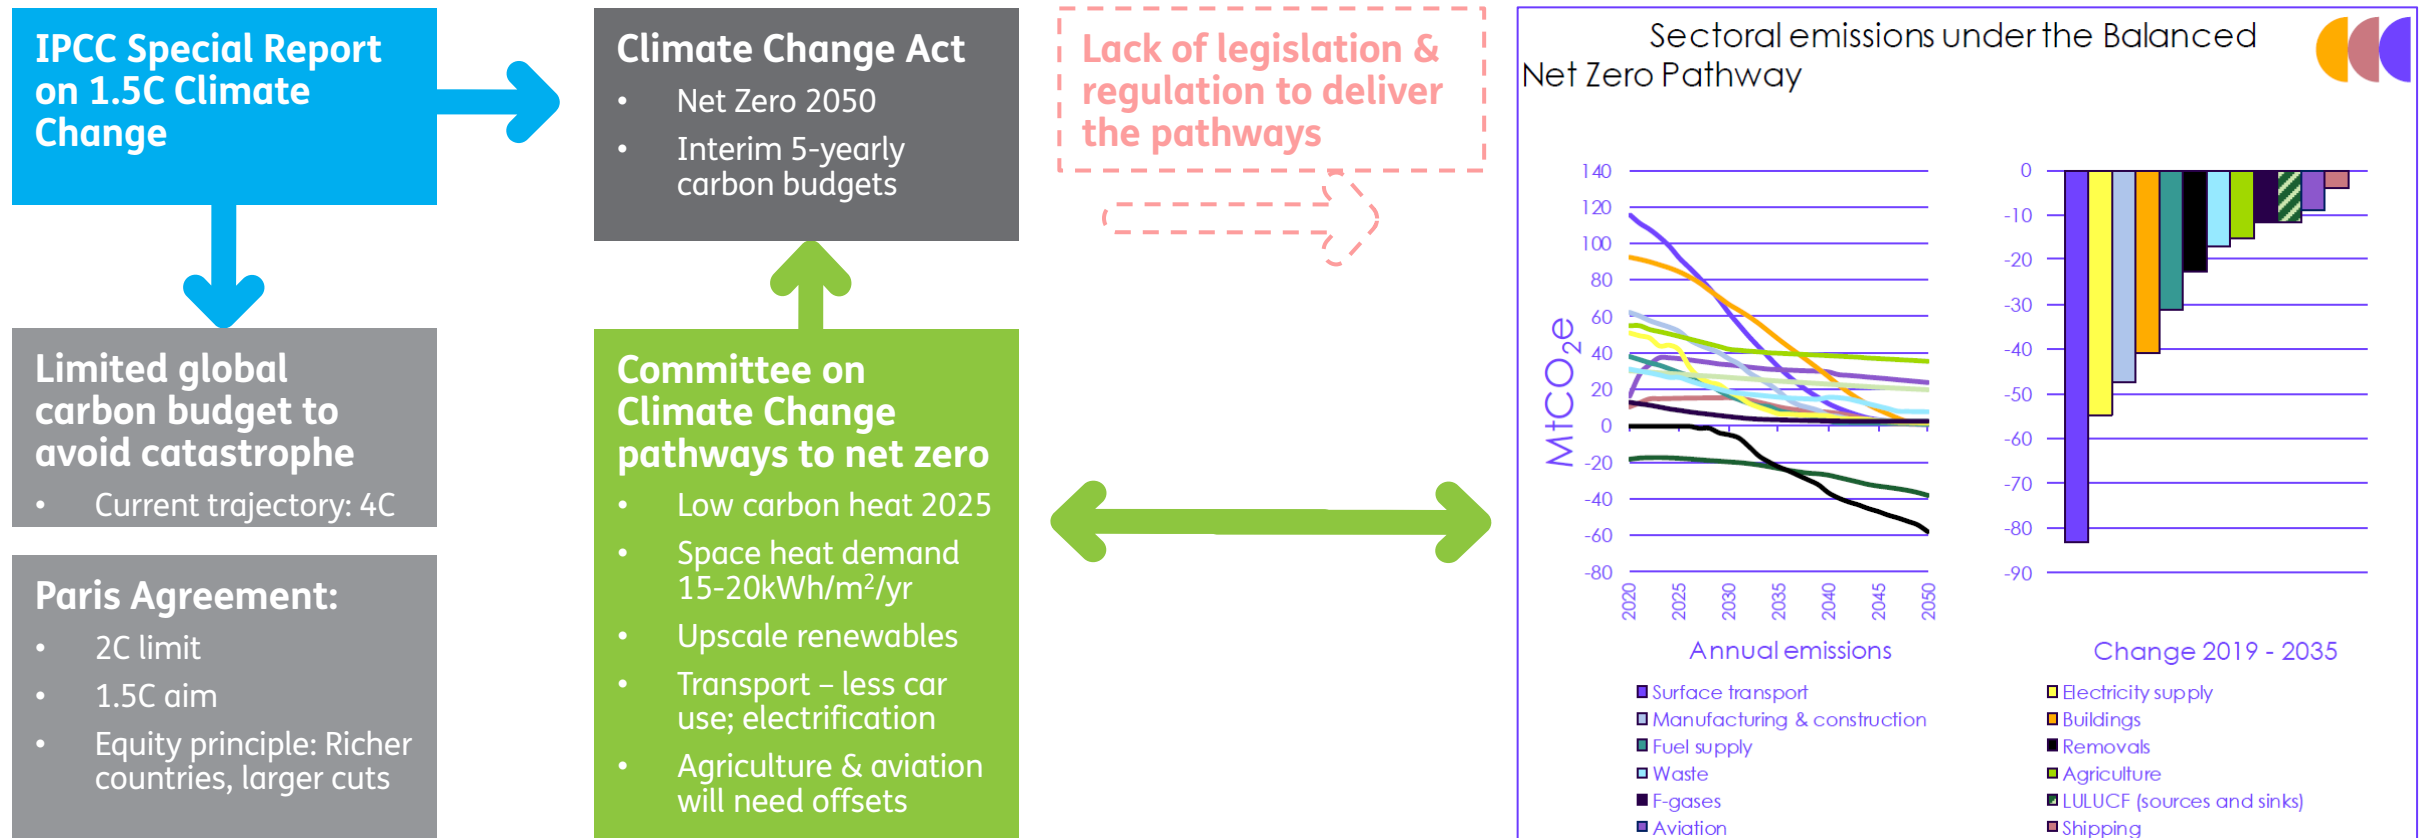 IPCC Special Report
on 1.5C Climate
Change
Limited global
carbon budget to
avoid catastrophe
• Current trajectory: 4C
Paris Agreement:
• 2C limit
• 1.5C aim
• Equity principle: Richer
countries, larger cuts
Climate Change Act
• Net Zero 2050
• Interim 5-yearly
carbon budgets
Committee on
Climate Change
pathways to net zero
• Low carbon heat 2025
• Space heat demand
15-20kWh/m²/yr
• Upscale renewables
• Transport – less car
use; electrification
• Agriculture & aviation
will need offsets
Lack of legislation &
regulation to deliver
the pathways
Sectoral emissions under the Balanced
Net Zero Pathway
MtCO₂e
140
120
100
80
60
40
20
0
-20
-40
-60
-80
2020 2025 2030 2035 2040 2045 2050
Annual emissions
0
-10
-20
-30
-40
-50
-60
-70
-80
-90
Change 2019 - 2035
Surface transport
Manufacturing & construction
Fuel supply
Waste
F-gases
Aviation
Electricity supply
Buildings
Removals
Agriculture
LULUCF (sources and sinks)
Shipping